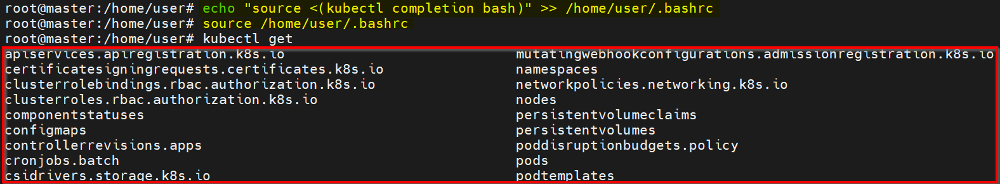 root@master:/home/user# echo "source <(kubectl completion bash)" >> /home/user/.bashrc
root@master:/home/user# source /home/user/.bashrc
root@master:/home/user# kubectl get
apiservices.apiregistration.k8s.io mutatingwebhookconfigurations.admissionregistration.k8s.io
certificatesigningrequests.certificates.k8s.io namespaces
clusterrolebindings.rbac.authorization.k8s.io networkpolicies.networking.k8s.io
clusterroles.rbac.authorization.k8s.io nodes
componentstatuses persistentvolumeclaims
configmaps persistentvolumes
controllerrevisions.apps poddisruptionbudgets.policy
cronjobs.batch pods
csidrivers.storage.k8s.io podtemplates